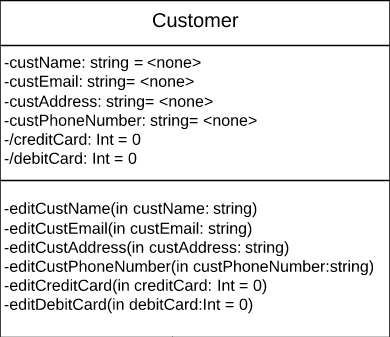 Customer
-custName: string = <none>
-custEmail: string= <none>
-custAddress: string= <none>
-custPhoneNumber: string= <none>
-/creditCard: Int = 0
-/debitCard: Int = 0
-editCustName(in custName: string)
-editCustEmail(in custEmail: string)
-editCustAddress(in custAddress: string)
-editCustPhoneNumber(in custPhoneNumber:string)
-editCreditCard(in creditCard: Int = 0)
-editDebitCard(in debitCard:Int = 0)